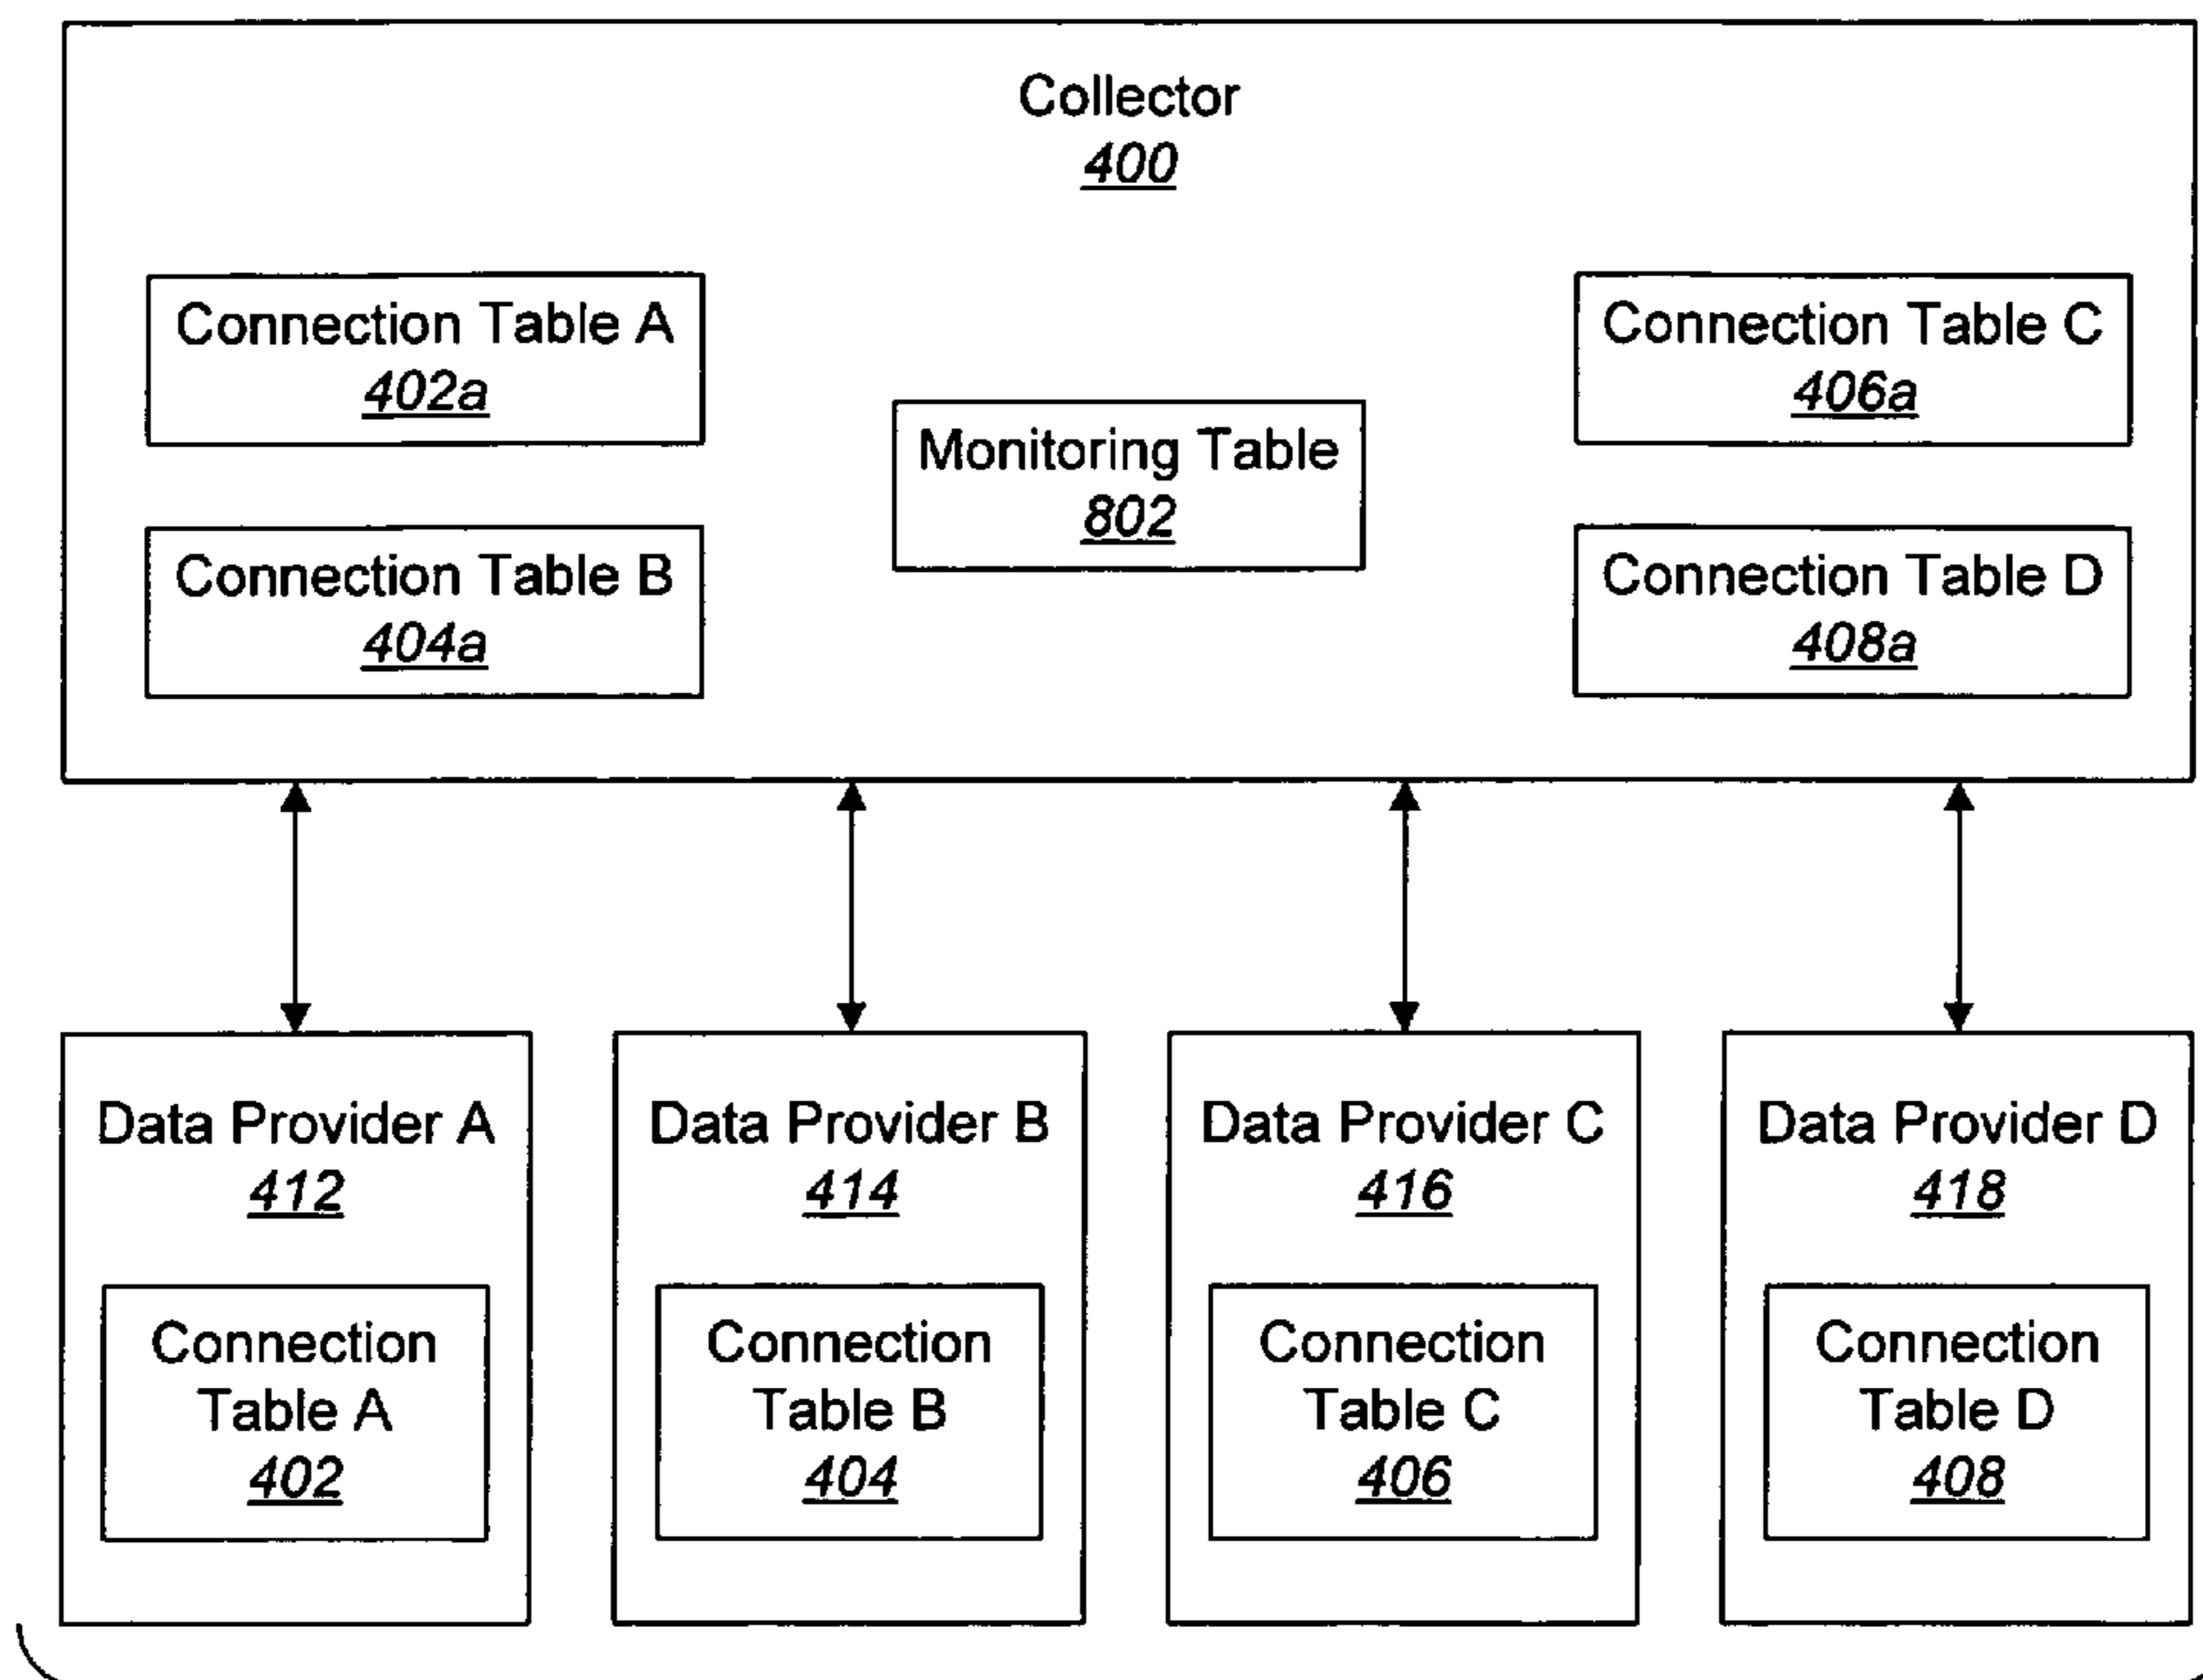 Collector
400
Connection Table A
402a
Connection Table C
406a
Monitoring Table
802
Connection Table B
404a
Connection Table D
408a
Data Provider A
412
Data Provider B
414
Data Provider C
416
Data Provider D
418
Connection
Table A
402
Connection
Table B
404
Connection
Table C
406
Connection
Table D
408